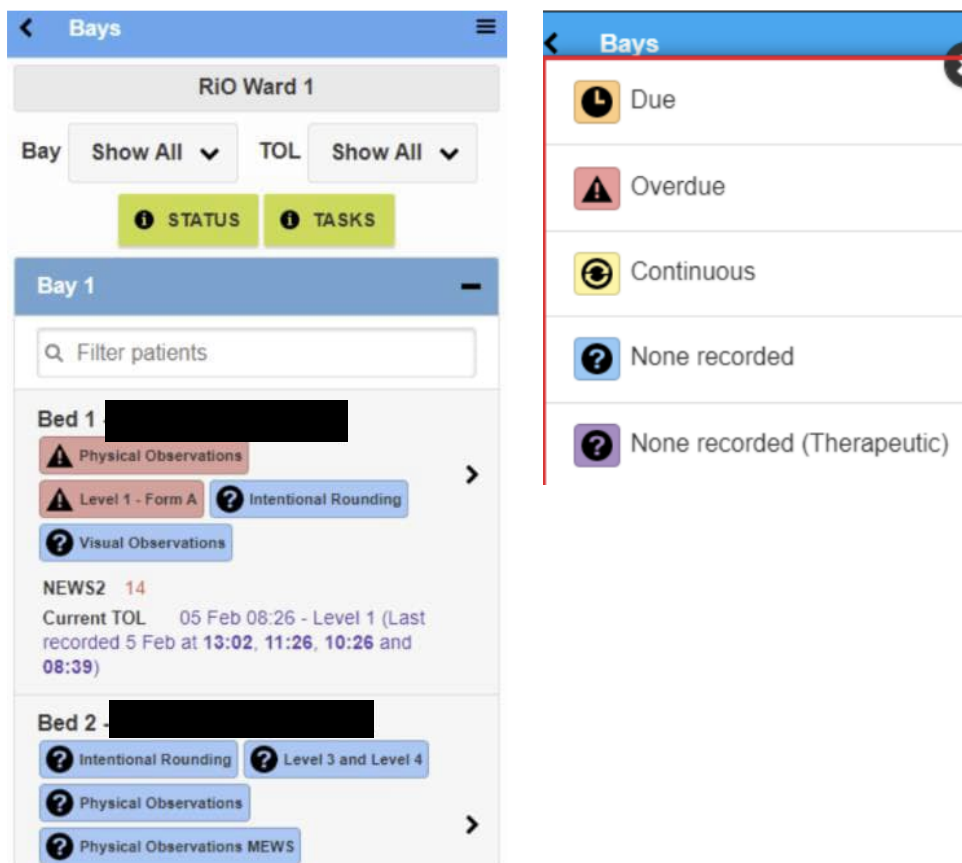 Bays
RiO Ward 1
Bay Show All TOL Show All
STATUS TASKS
Bay 1
Filter patients
Bed 1 -
Physical Observations
Level 1 - Form A Intentional Rounding
Visual Observations
NEWS2 14
Current TOL 05 Feb 08:26 - Level 1 (Last
recorded 5 Feb at 13:02, 11:26, 10:26 and
08:39)
Bed 2 -
Intentional Rounding Level 3 and Level 4
Physical Observations
Physical Observations MEWS
Bays
Due
Overdue
Continuous
None recorded
None recorded (Therapeutic)